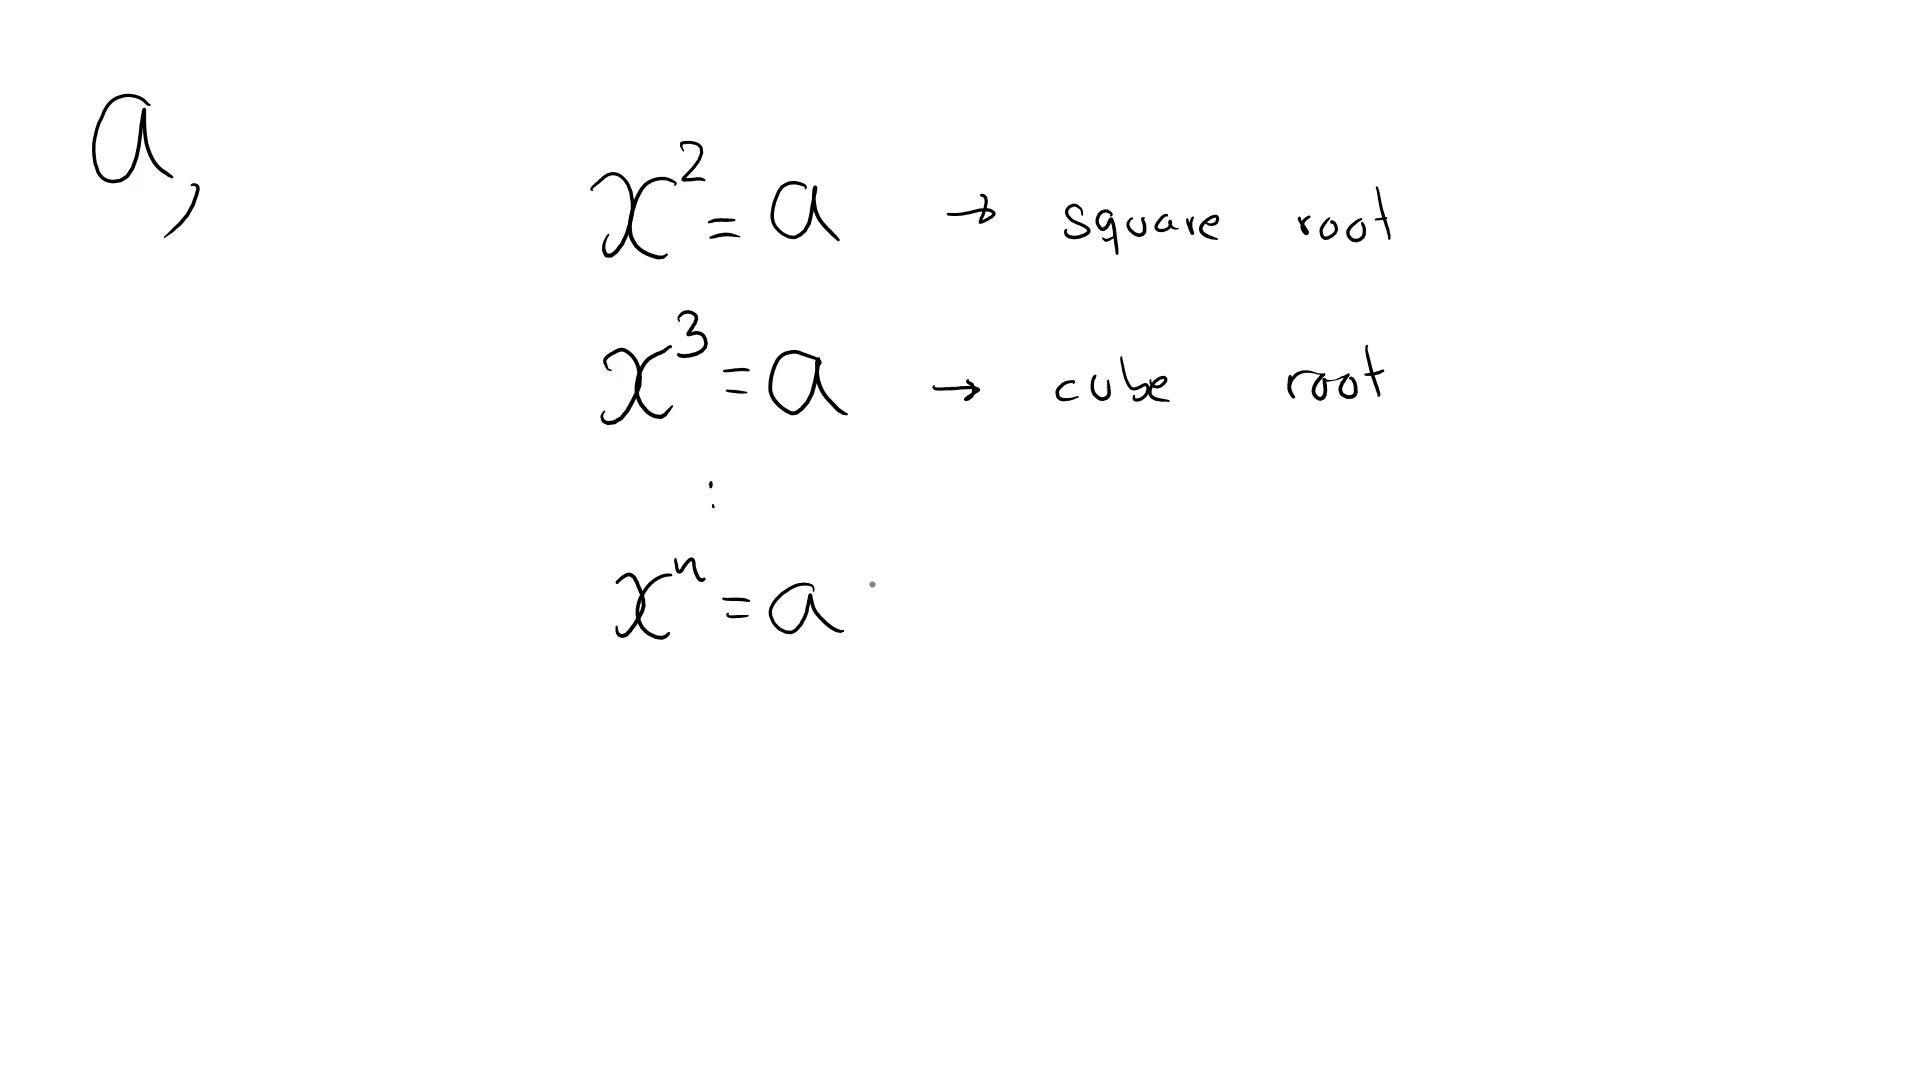 a,
x² = a → square root
x³ = a → cube root
:
xⁿ = a